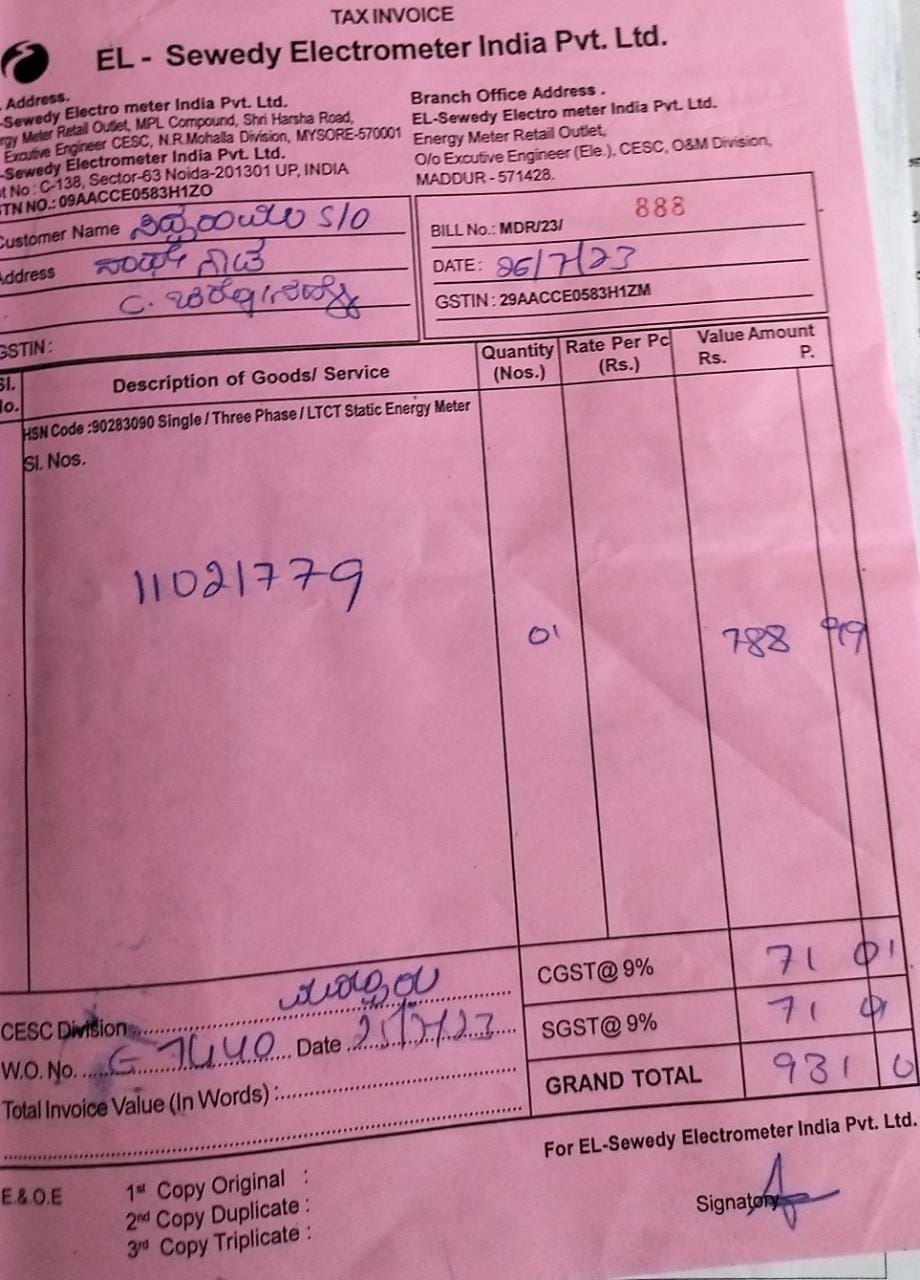 TAX INVOICE
EL - Sewedy Electrometer India Pvt. Ltd.
Address.
-Sewedy Electro meter India Pvt. Ltd.
rgy Meter Retail Outlet, MPL Compound, Shri Harsha Road,
Excutive Engineer CESC, N.R.Mohalla Division, MYSORE-570001
-Sewedy Electrometer India Pvt. Ltd.
t No : C-138, Sector-63 Noida-201301 UP, INDIA
TN NO.: 09AACCE0583H1ZO
Branch Office Address .
EL-Sewedy Electro meter India Pvt. Ltd.
Energy Meter Retail Outlet,
O/o Excutive Engineer (Ele.), CESC, O&M Division,
MADDUR - 571428.
Customer Name S/O
Address
C.
GSTIN :
BILL No.: MDR/23/ 888
DATE : 26/7/23
GSTIN : 29AACCE0583H1ZM
Sl. No. Description of Goods/ Service Quantity (Nos.) Rate Per Pc (Rs.) Value Amount Rs. P.
HSN Code :90283090 Single / Three Phase / LTCT Static Energy Meter
Sl. Nos.
11021779 01 788 99
CGST@ 9% 71 01
SGST@ 9% 71 01
GRAND TOTAL 931 0
CESC Division
W.O. No. 7440 Date 25/7/23
Total Invoice Value (In Words) :
For EL-Sewedy Electrometer India Pvt. Ltd.
E.& O.E
1st Copy Original :
2nd Copy Duplicate :
3rd Copy Triplicate :
Signatory